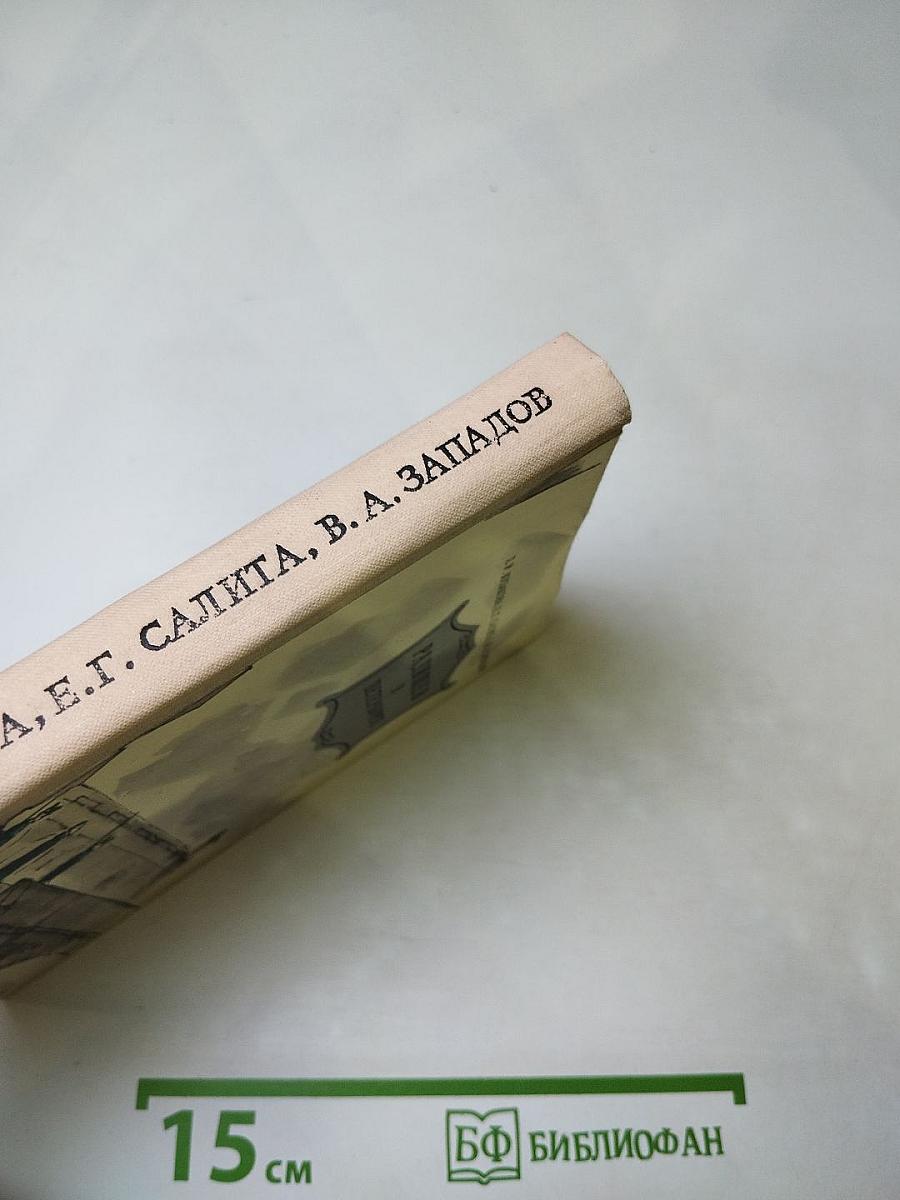 А, Е.Г. САЛИТА, В.А. ЗАПАДОВ
15 см
БФ БИБЛИОФАН